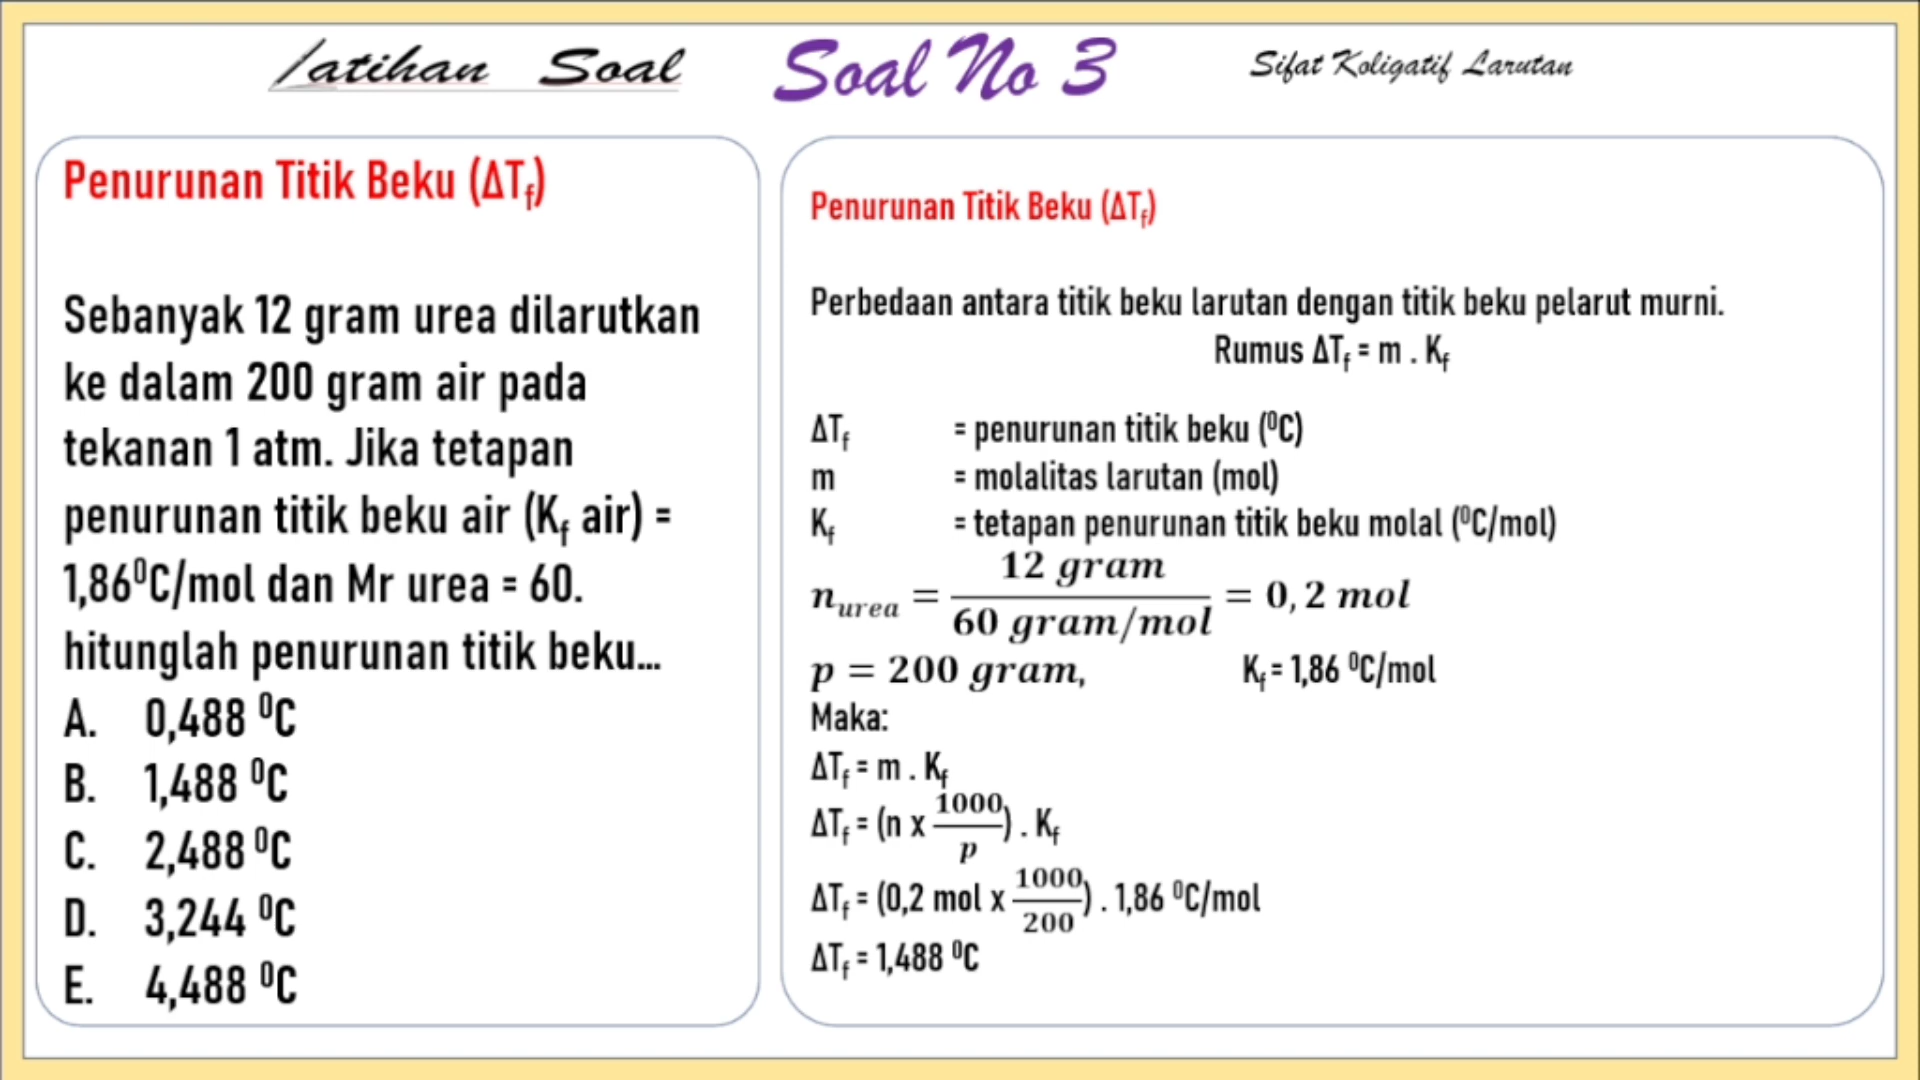 Latihan Soal
Soal No 3
Sifat Koligatif Larutan
Penurunan Titik Beku (ΔTf)
Sebanyak 12 gram urea dilarutkan
ke dalam 200 gram air pada
tekanan 1 atm. Jika tetapan
penurunan titik beku air (Kf air) =
1,86⁰C/mol dan Mr urea = 60.
hitunglah penurunan titik beku...
A. 0,488 ⁰C
B. 1,488 ⁰C
C. 2,488 ⁰C
D. 3,244 ⁰C
E. 4,488 ⁰C
Penurunan Titik Beku (ΔTf)
Perbedaan antara titik beku larutan dengan titik beku pelarut murni.
Rumus ΔTf = m . Kf
ΔTf = penurunan titik beku (⁰C)
m = molalitas larutan (mol)
Kf = tetapan penurunan titik beku molal (⁰C/mol)
n urea = 12 gram / 60 gram/mol = 0,2 mol
p = 200 gram, Kf = 1,86 ⁰C/mol
Maka:
ΔTf = m . Kf
ΔTf = (n x 1000/p) . Kf
ΔTf = (0,2 mol x 1000/200) . 1,86 ⁰C/mol
ΔTf = 1,488 ⁰C